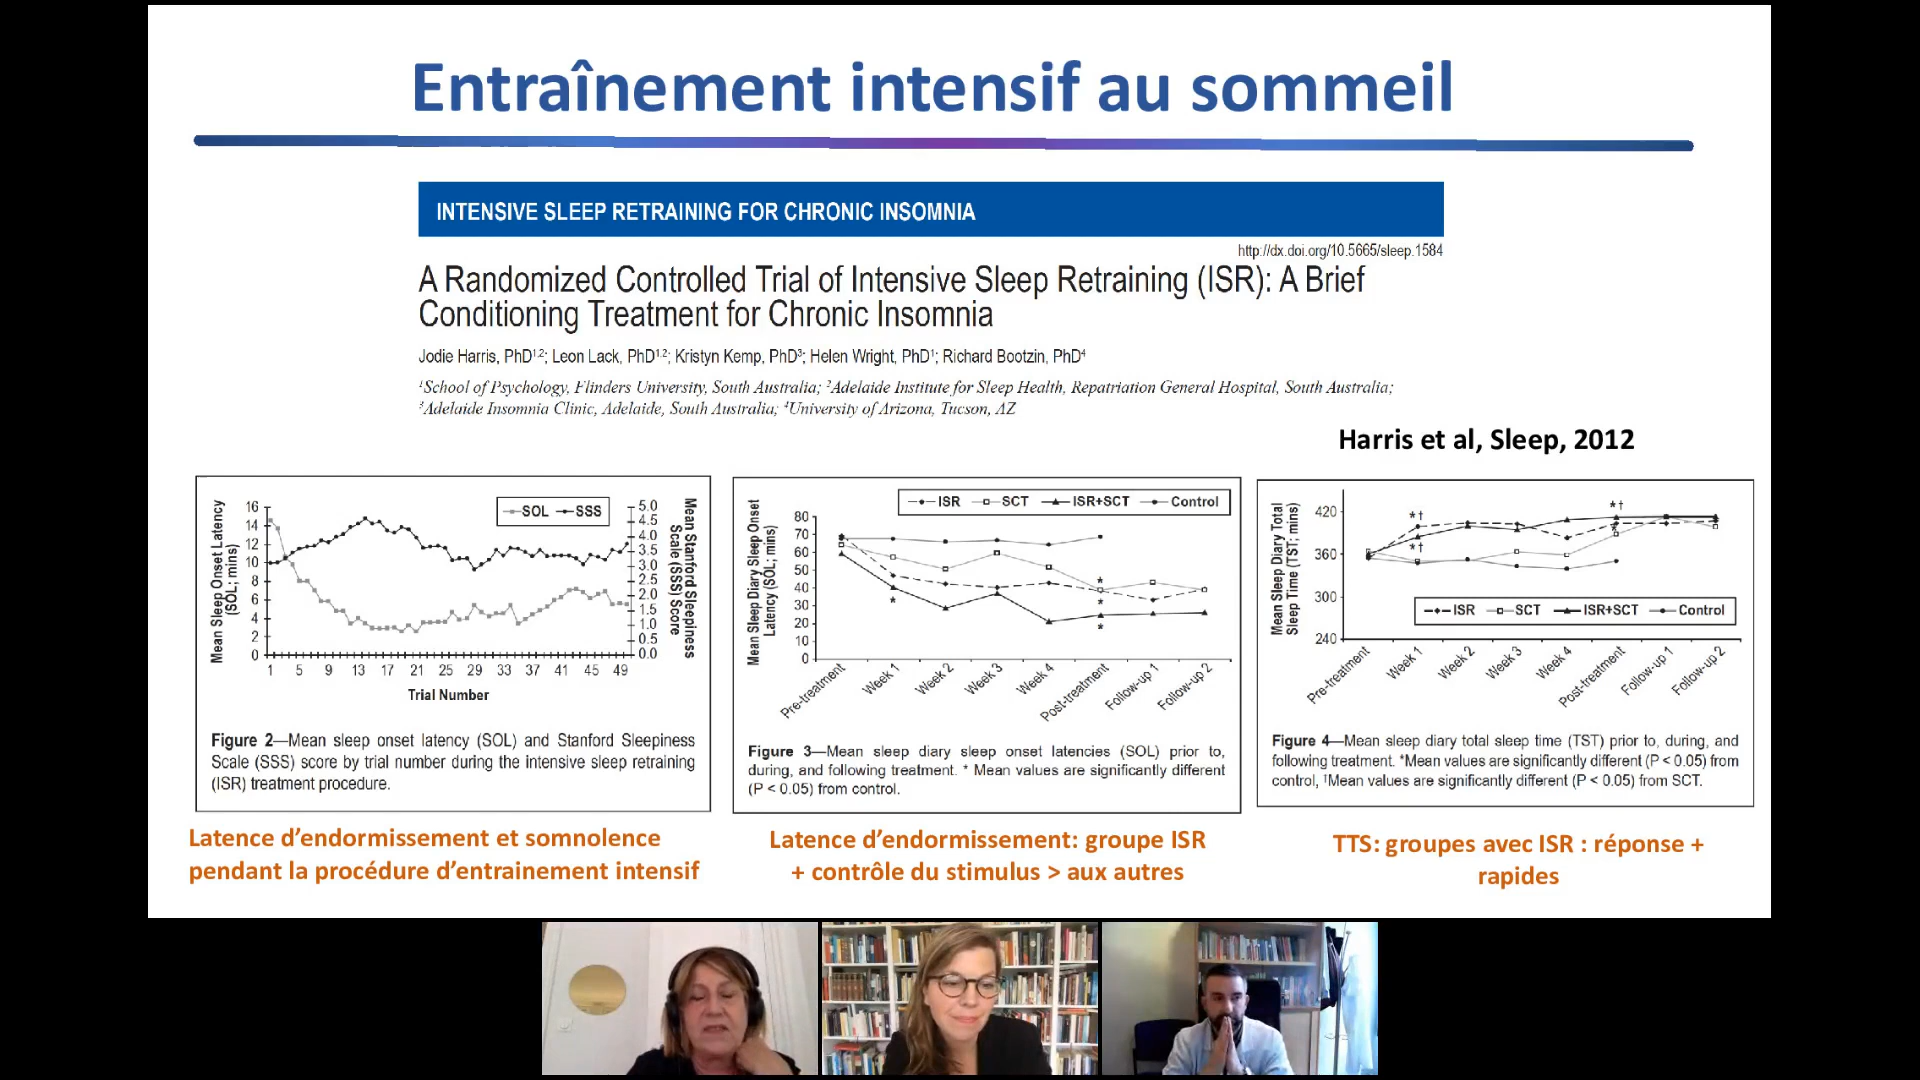 Entraînement intensif au sommeil
INTENSIVE SLEEP RETRAINING FOR CHRONIC INSOMNIA
http://dx.doi.org/10.5665/sleep.1584
A Randomized Controlled Trial of Intensive Sleep Retraining (ISR): A Brief
Conditioning Treatment for Chronic Insomnia
Jodie Harris, PhD1,2; Leon Lack, PhD1,2; Kristyn Kemp, PhD3; Helen Wright, PhD1; Richard Bootzin, PhD4
1School of Psychology, Flinders University, South Australia; 2Adelaide Institute for Sleep Health, Repatriation General Hospital, South Australia;
3Adelaide Insomnia Clinic, Adelaide, South Australia; 4University of Arizona, Tucson, AZ
Harris et al, Sleep, 2012
Mean Sleep Onset Latency
(SOL; mins)
16
14
12
10
8
6
4
2
0
SOL SSS
5.0
4.5
4.0
3.5
3.0
2.5
2.0
1.5
1.0
0.5
0.0
Mean Stanford Sleepiness
Scale (SSS) Score
1 5 9 13 17 21 25 29 33 37 41 45 49
Trial Number
Figure 2—Mean sleep onset latency (SOL) and Stanford Sleepiness
Scale (SSS) score by trial number during the intensive sleep retraining
(ISR) treatment procedure.
Latence d’endormissement et somnolence
pendant la procédure d’entrainement intensif
Mean Sleep Diary Sleep Onset
Latency (SOL; mins)
ISR SCT ISR+SCT Control
80
70
60
50
40
30
20
10
0
*
*
*
*
Pre-treatment Week 1 Week 2 Week 3 Week 4 Post-treatment Follow-up 1 Follow-up 2
Figure 3—Mean sleep diary sleep onset latencies (SOL) prior to,
during, and following treatment. * Mean values are significantly different
(P < 0.05) from control.
Latence d’endormissement: groupe ISR
+ contrôle du stimulus > aux autres
Mean Sleep Diary Total
Sleep Time (TST; mins)
420
360
300
240
*†
*†
*†
*
ISR SCT ISR+SCT Control
Pre-treatment Week 1 Week 2 Week 3 Week 4 Post-treatment Follow-up 1 Follow-up 2
Figure 4—Mean sleep diary total sleep time (TST) prior to, during, and
following treatment. *Mean values are significantly different (P < 0.05) from
control, †Mean values are significantly different (P < 0.05) from SCT.
TTS: groupes avec ISR : réponse +
rapides